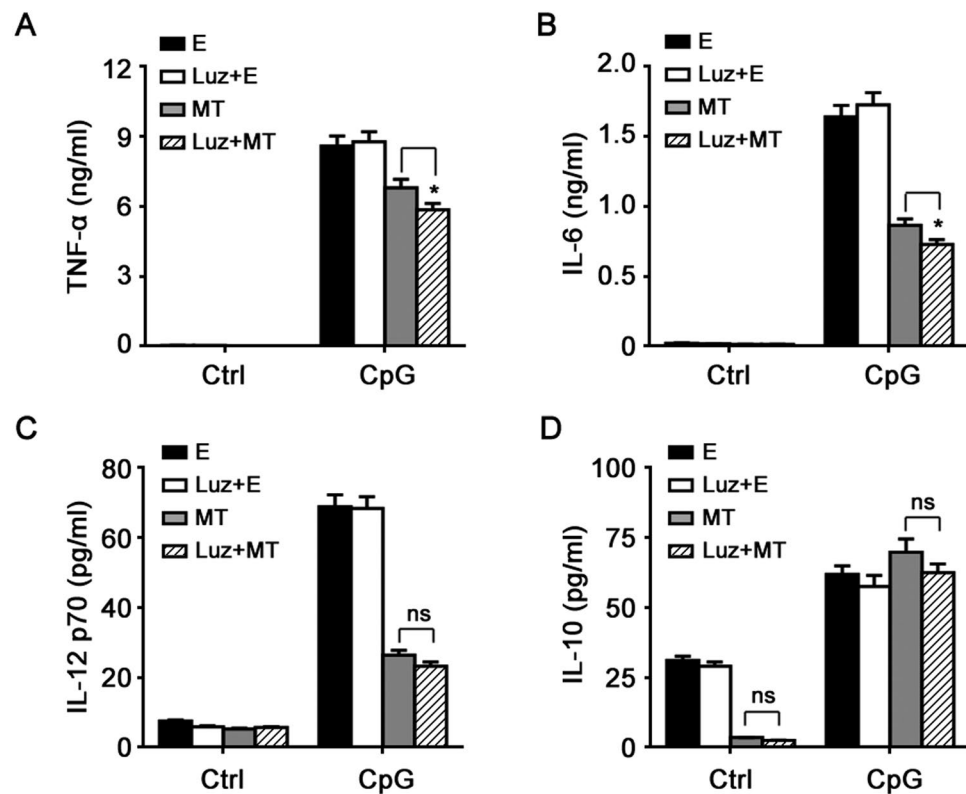 A
E
Luz+E
MT
Luz+MT
TNF-α (ng/ml)
12
9
6
3
0
*
Ctrl
CpG
B
E
Luz+E
MT
Luz+MT
IL-6 (ng/ml)
2.0
1.5
1.0
0.5
0
*
Ctrl
CpG
C
E
Luz+E
MT
Luz+MT
IL-12 p70 (pg/ml)
80
60
40
20
0
ns
Ctrl
CpG
D
E
Luz+E
MT
Luz+MT
IL-10 (pg/ml)
100
75
50
25
0
ns
ns
Ctrl
CpG